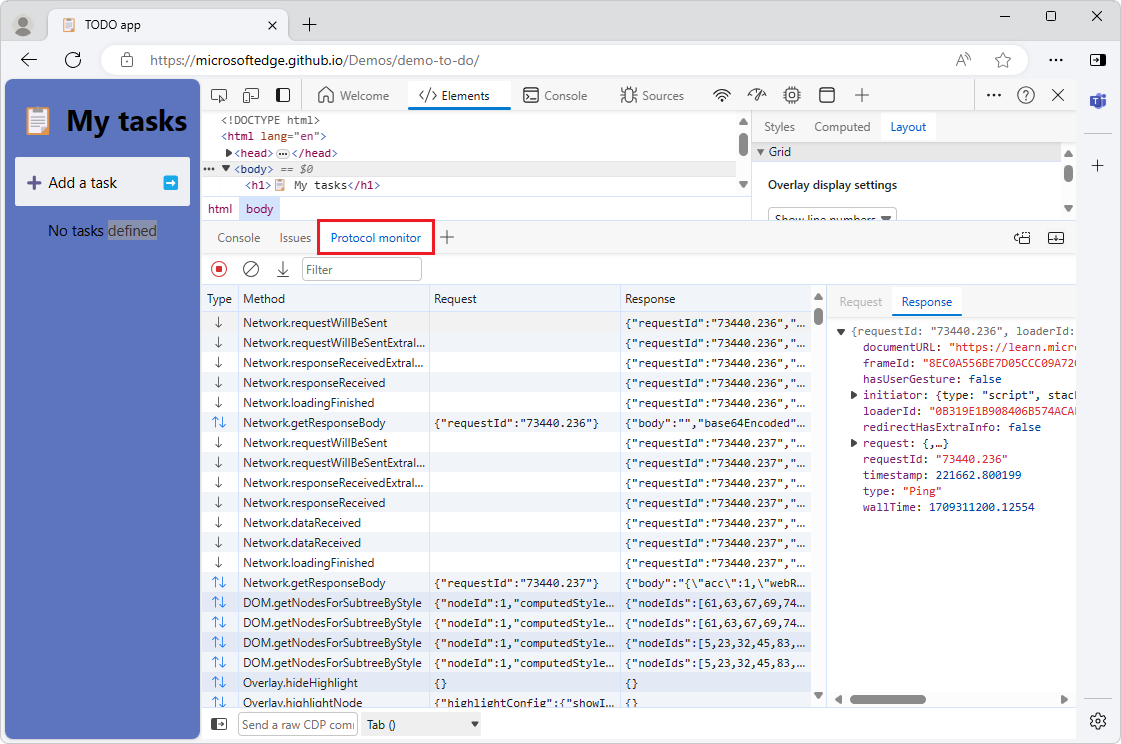 TODO app
https://microsoftedge.github.io/Demos/demo-to-do/
My tasks
Add a task
No tasks defined
Welcome
</> Elements
Console
Sources
<!DOCTYPE html>
<html lang="en">
<head> … </head>
<body> == $0
<h1>📋 My tasks</h1>
html body
Styles Computed Layout
Grid
Overlay display settings
Show line numbers
Console Issues Protocol monitor
Filter
Type Method Request Response
Network.requestWillBeSent {"requestId":"73440.236","…
Network.requestWillBeSentExtraI… {"requestId":"73440.236","…
Network.responseReceivedExtraI… {"requestId":"73440.236","…
Network.responseReceived {"requestId":"73440.236","…
Network.loadingFinished {"requestId":"73440.236","…
Network.getResponseBody {"requestId":"73440.236"} {"body":"","base64Encoded"…
Network.requestWillBeSent {"requestId":"73440.237","…
Network.requestWillBeSentExtraI… {"requestId":"73440.237","…
Network.responseReceivedExtraI… {"requestId":"73440.237","…
Network.responseReceived {"requestId":"73440.237","…
Network.dataReceived {"requestId":"73440.237","…
Network.dataReceived {"requestId":"73440.237","…
Network.loadingFinished {"requestId":"73440.237","…
Network.getResponseBody {"requestId":"73440.237"} {"body":"{\"acc\":1,\"webR…
DOM.getNodesForSubtreeByStyle {"nodeId":1,"computedStyle… {"nodeIds":[61,63,67,69,74…
DOM.getNodesForSubtreeByStyle {"nodeId":1,"computedStyle… {"nodeIds":[61,63,67,69,74…
DOM.getNodesForSubtreeByStyle {"nodeId":1,"computedStyle… {"nodeIds":[5,23,32,45,83,…
DOM.getNodesForSubtreeByStyle {"nodeId":1,"computedStyle… {"nodeIds":[5,23,32,45,83,…
Overlay.hideHighlight {} {}
Overlay.highlightNode {"highlightConfig":{"showI… {}
Request Response
{requestId: "73440.236", loaderId:
documentURL: "https://learn.micro
frameId: "8EC0A556BE7D05CCC09A726
hasUserGesture: false
initiator: {type: "script", stack
loaderId: "0B319E1B908406B574ACA
redirectHasExtraInfo: false
request: {,…}
requestId: "73440.236"
timestamp: 221662.800199
type: "Ping"
wallTime: 1709311200.12554
Send a raw CDP com
Tab ()